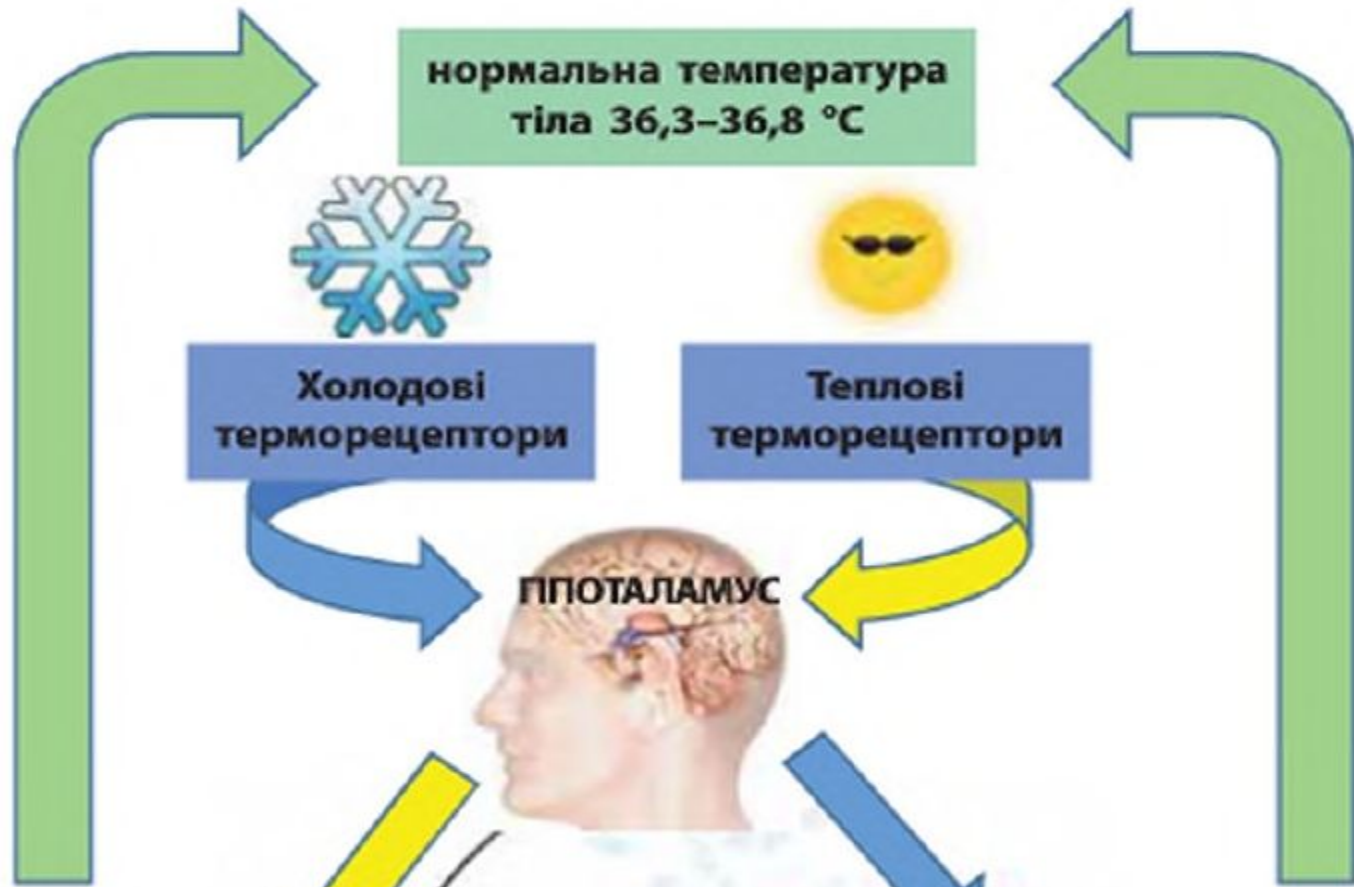 нормальна температура
тіла 36,3–36,8 °C
Холодові
терморецептори
Теплові
терморецептори
ГІПОТАЛАМУС